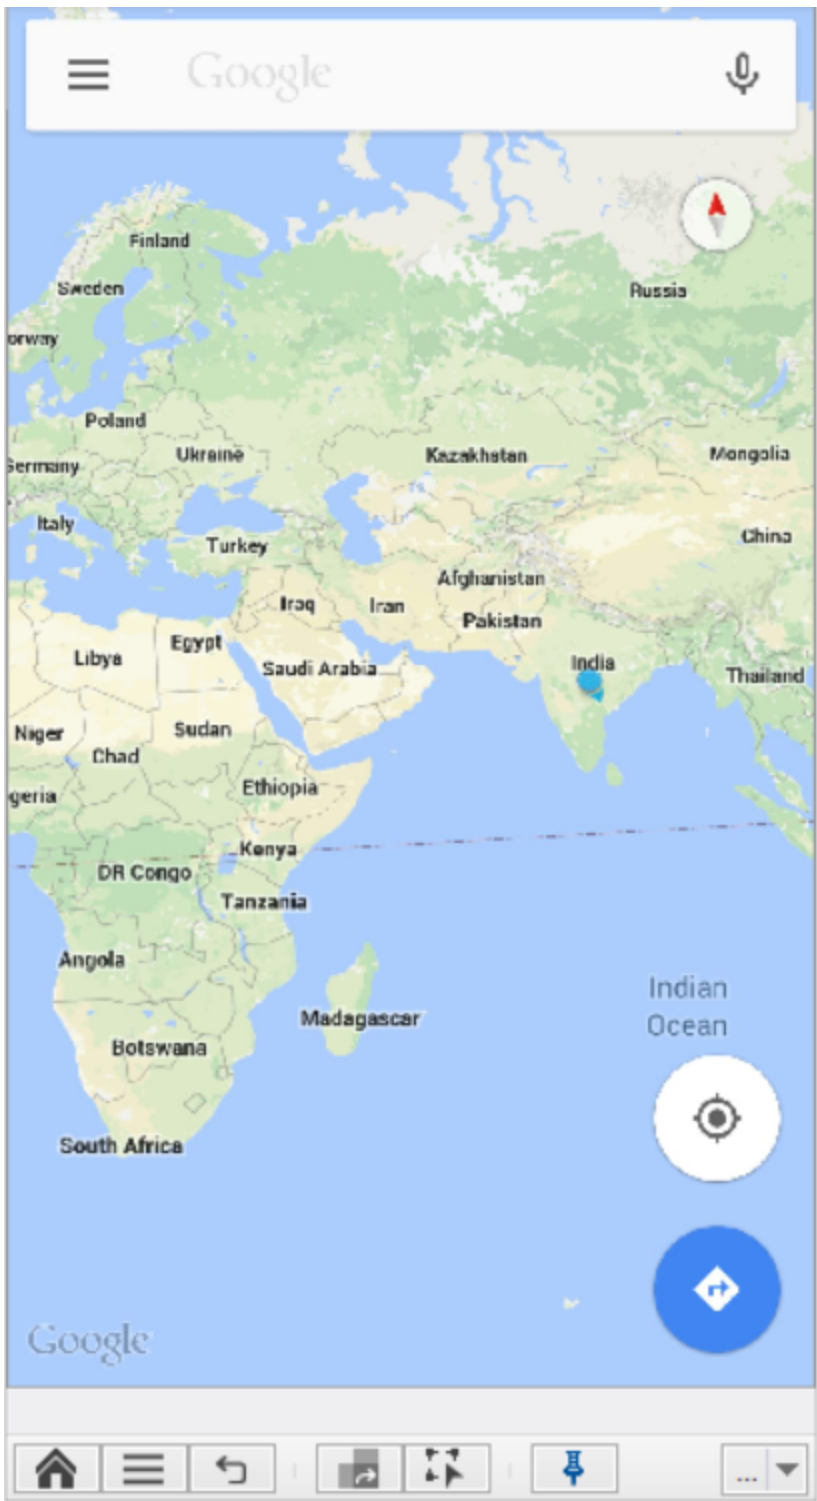 Google
Finland
Sweden
Russia
orway
Poland
Ukraine
Kazakhstan
Mongolia
Germany
Italy
Turkey
China
Afghanistan
Iraq
Iran
Pakistan
Egypt
Libya
Saudi Arabia
India
Thailand
Niger
Sudan
Chad
Ethiopia
geria
Kenya
DR Congo
Tanzania
Angola
Indian
Ocean
Madagascar
Botswana
South Africa
Google
...